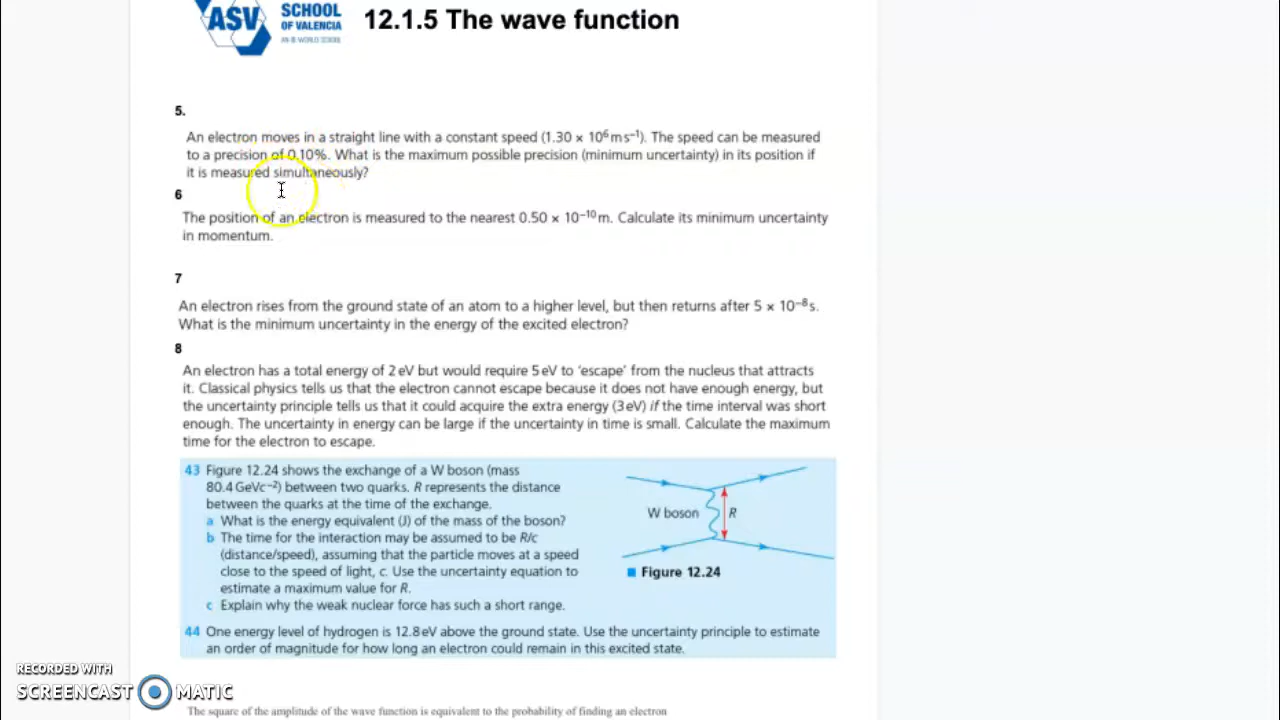 ASV
SCHOOL
OF VALENCIA
AN IB WORLD SCHOOL
12.1.5 The wave function
5.
An electron moves in a straight line with a constant speed (1.30 × 10⁶ms⁻¹). The speed can be measured
to a precision of 0.10%. What is the maximum possible precision (minimum uncertainty) in its position if
it is measured simultaneously?
6
The position of an electron is measured to the nearest 0.50 × 10⁻¹⁰m. Calculate its minimum uncertainty
in momentum.
7
An electron rises from the ground state of an atom to a higher level, but then returns after 5 × 10⁻⁸s.
What is the minimum uncertainty in the energy of the excited electron?
8
An electron has a total energy of 2eV but would require 5eV to ‘escape’ from the nucleus that attracts
it. Classical physics tells us that the electron cannot escape because it does not have enough energy, but
the uncertainty principle tells us that it could acquire the extra energy (3eV) if the time interval was short
enough. The uncertainty in energy can be large if the uncertainty in time is small. Calculate the maximum
time for the electron to escape.
43 Figure 12.24 shows the exchange of a W boson (mass
80.4GeVc⁻²) between two quarks. R represents the distance
between the quarks at the time of the exchange.
a What is the energy equivalent (J) of the mass of the boson?
b The time for the interaction may be assumed to be R/c
(distance/speed), assuming that the particle moves at a speed
close to the speed of light, c. Use the uncertainty equation to
estimate a maximum value for R.
c Explain why the weak nuclear force has such a short range.
W boson
R
Figure 12.24
44 One energy level of hydrogen is 12.8eV above the ground state. Use the uncertainty principle to estimate
an order of magnitude for how long an electron could remain in this excited state.
RECORDED WITH
SCREENCAST MATIC
The square of the amplitude of the wave function is equivalent to the probability of finding an electron